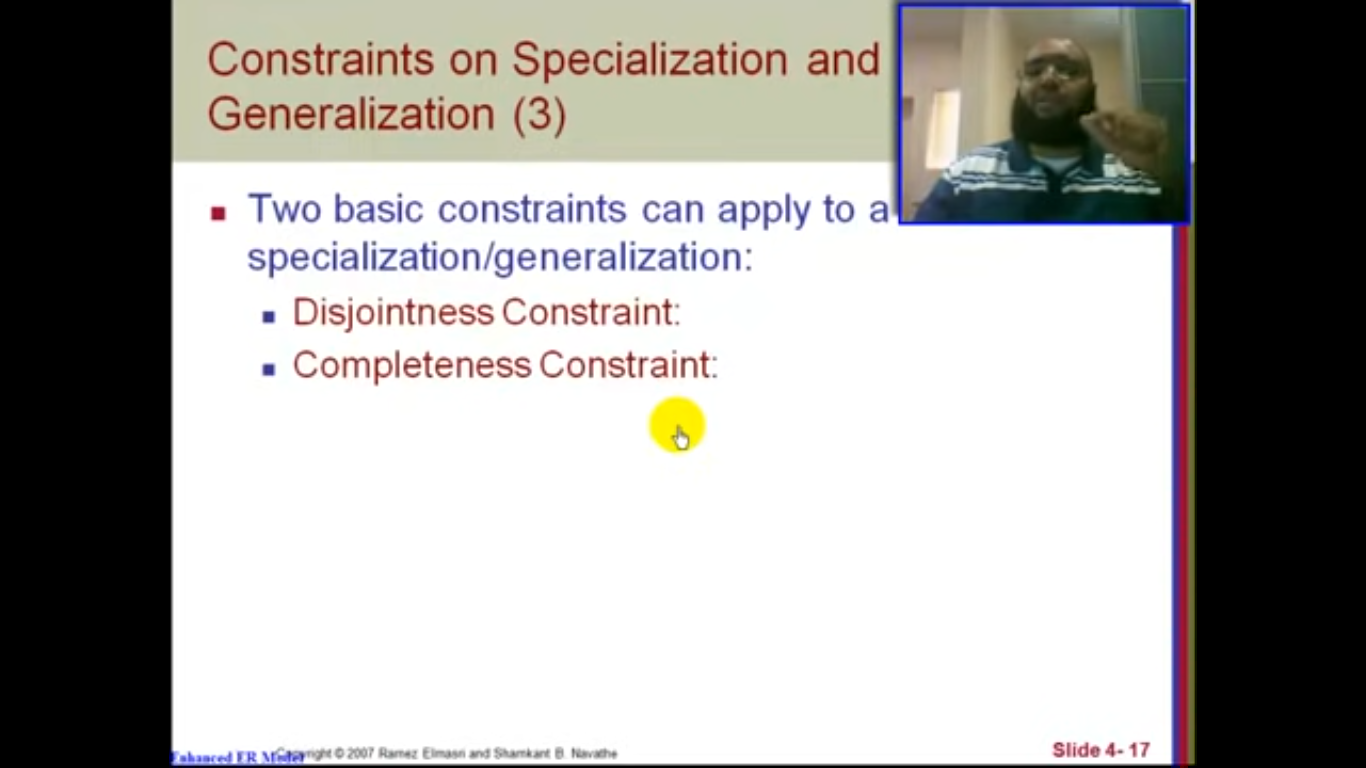 Constraints on Specialization and
Generalization (3)
Two basic constraints can apply to a
specialization/generalization:
Disjointness Constraint:
Completeness Constraint:
Enhanced ER Model
Copyright © 2007 Ramez Elmasri and Shamkant B. Navathe
Slide 4- 17